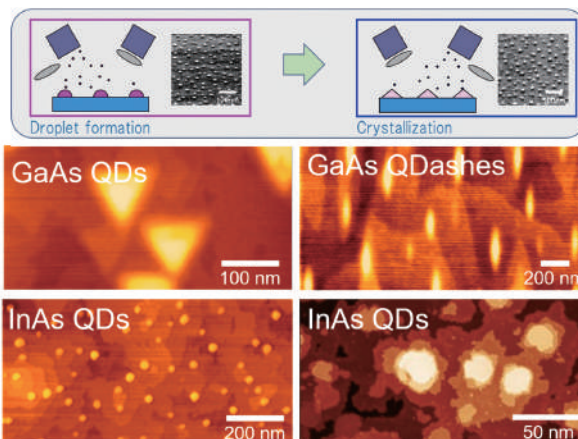 Droplet formation
Crystallization
GaAs QDs
100 nm
GaAs QDashes
200 nm
InAs QDs
200 nm
InAs QDs
50 nm